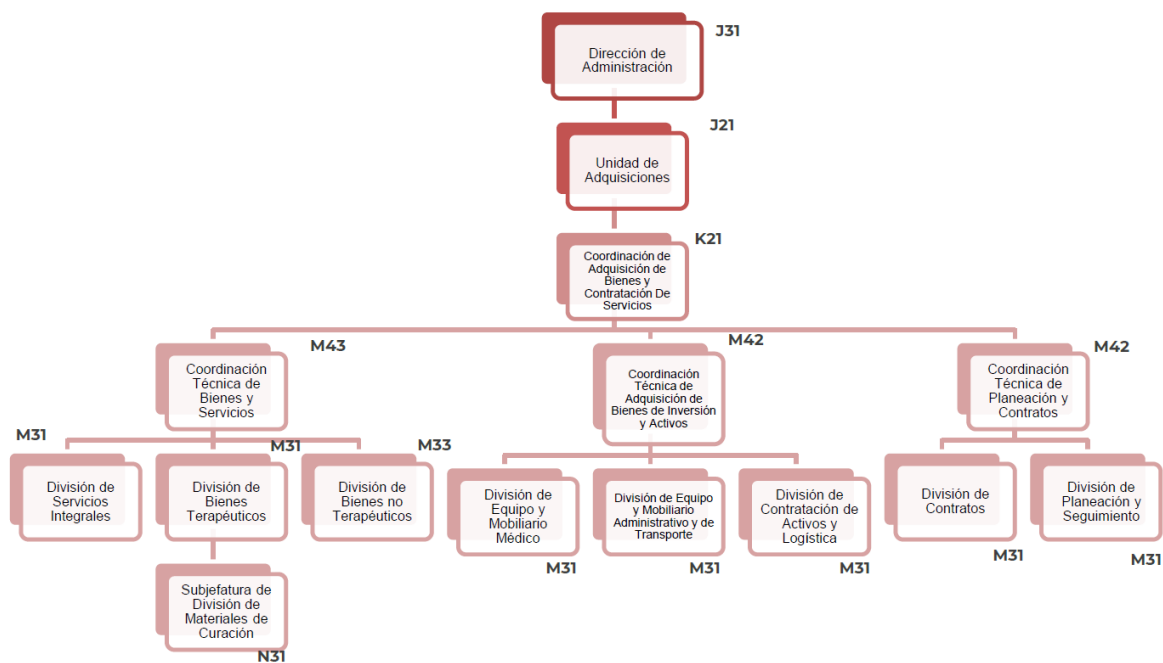 J31
Dirección de
Administración
J21
Unidad de
Adquisiciones
K21
Coordinación de
Adquisición de
Bienes y
Contratación De
Servicios
M43
Coordinación
Técnica de
Bienes y
Servicios
M42
Coordinación
Técnica de
Adquisición de
Bienes de Inversión
y Activos
M42
Coordinación
Técnica de
Planeación y
Contratos
M31
División de
Servicios
Integrales
M31
División de
Bienes
Terapéuticos
M33
División de
Bienes no
Terapéuticos
División de
Equipo y
Mobiliario
Médico
M31
División de Equipo
y Mobiliario
Administrativo y de
Transporte
M31
División de
Contratación de
Activos y
Logística
M31
División de
Contratos
M31
División de
Planeación y
Seguimiento
M31
Subjefatura de
División de
Materiales de
Curación
N31